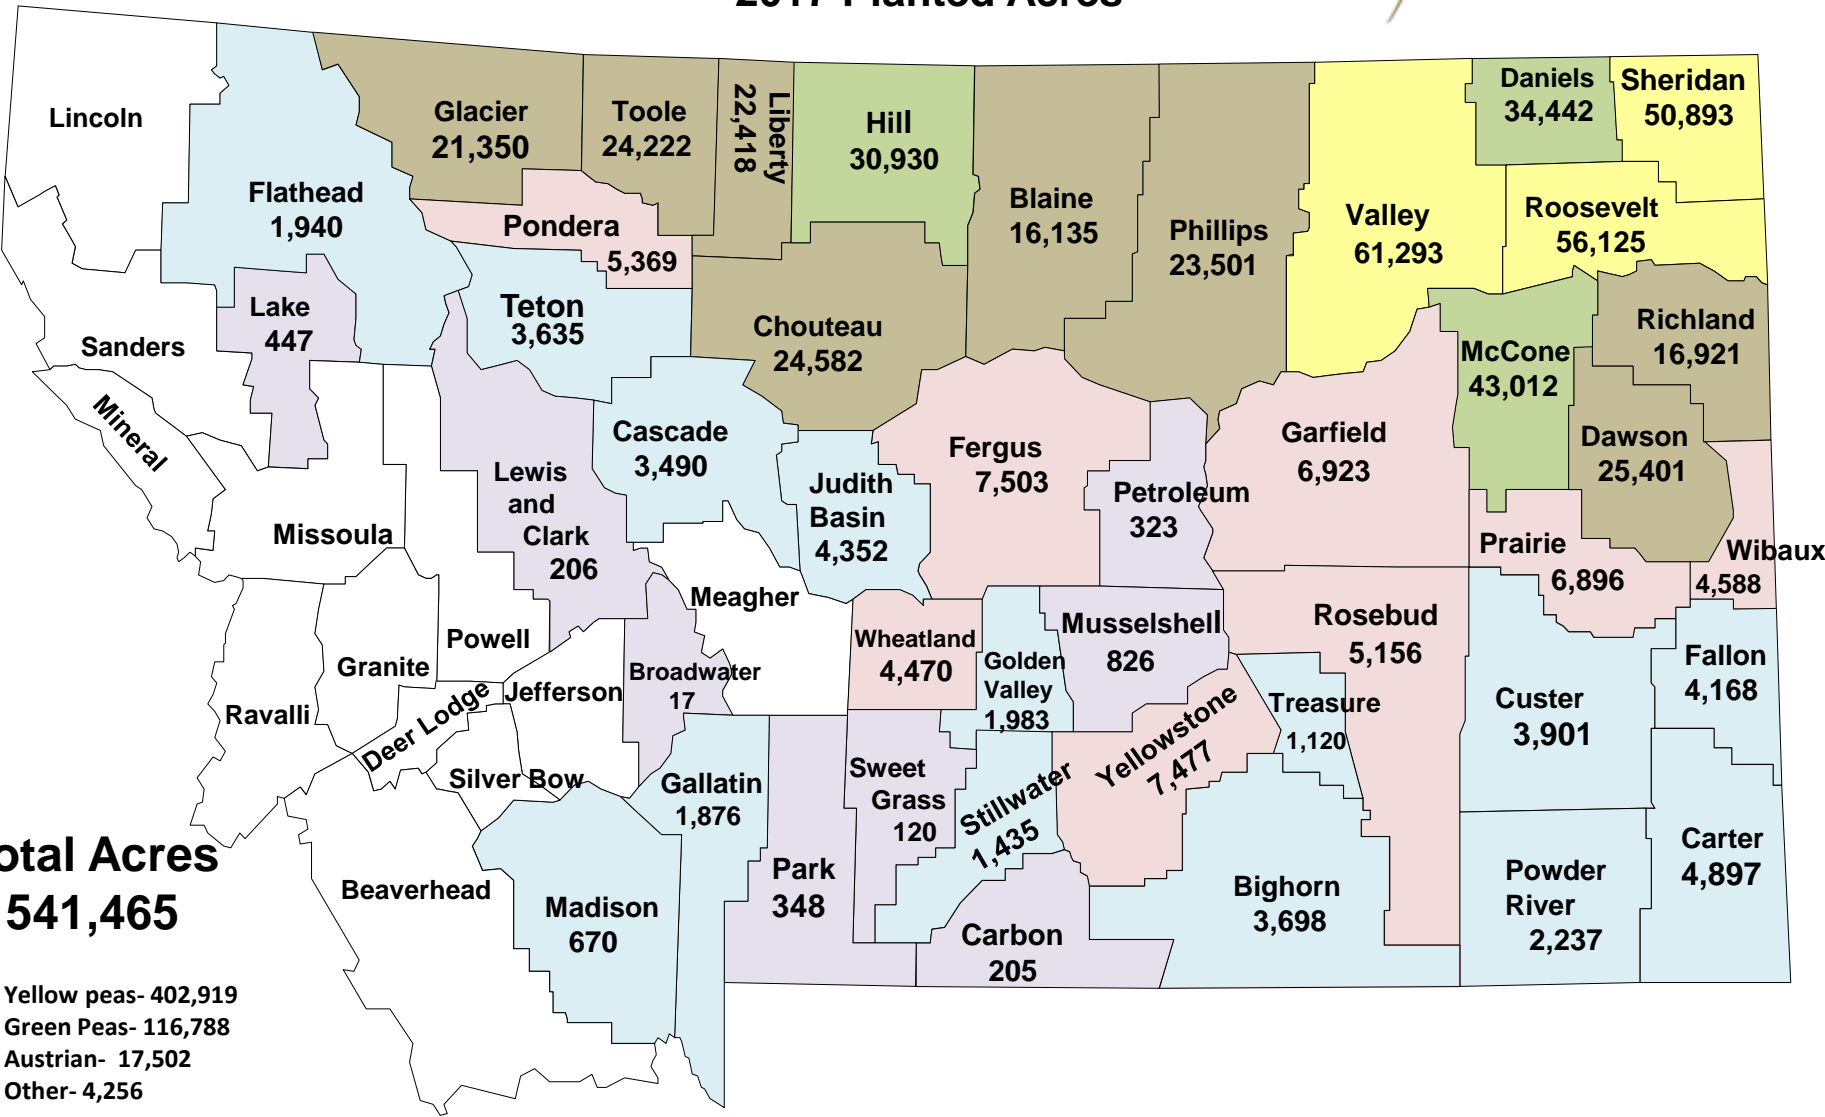 2017 Planted Acres
Lincoln
Flathead
1,940
Glacier
21,350
Toole
24,222
Liberty
22,418
Hill
30,930
Blaine
16,135
Phillips
23,501
Valley
61,293
Daniels
34,442
Sheridan
50,893
Roosevelt
56,125
Pondera
5,369
Teton
3,635
Chouteau
24,582
Lake
447
Sanders
Mineral
Missoula
Lewis
and
Clark
206
Cascade
3,490
Judith
Basin
4,352
Fergus
7,503
Petroleum
323
Garfield
6,923
McCone
43,012
Richland
16,921
Dawson
25,401
Prairie
6,896
Wibaux
4,588
Meagher
Powell
Granite
Ravalli
Deer Lodge
Jefferson
Silver Bow
Broadwater
17
Wheatland
4,470
Golden
Valley
1,983
Musselshell
826
Rosebud
5,156
Treasure
1,120
Yellowstone
7,477
Custer
3,901
Fallon
4,168
Gallatin
1,876
Park
348
Sweet
Grass
120
Stillwater
1,435
Carbon
205
Bighorn
3,698
Powder
River
2,237
Carter
4,897
Beaverhead
Madison
670
otal Acres
541,465
Yellow peas- 402,919
Green Peas- 116,788
Austrian- 17,502
Other- 4,256